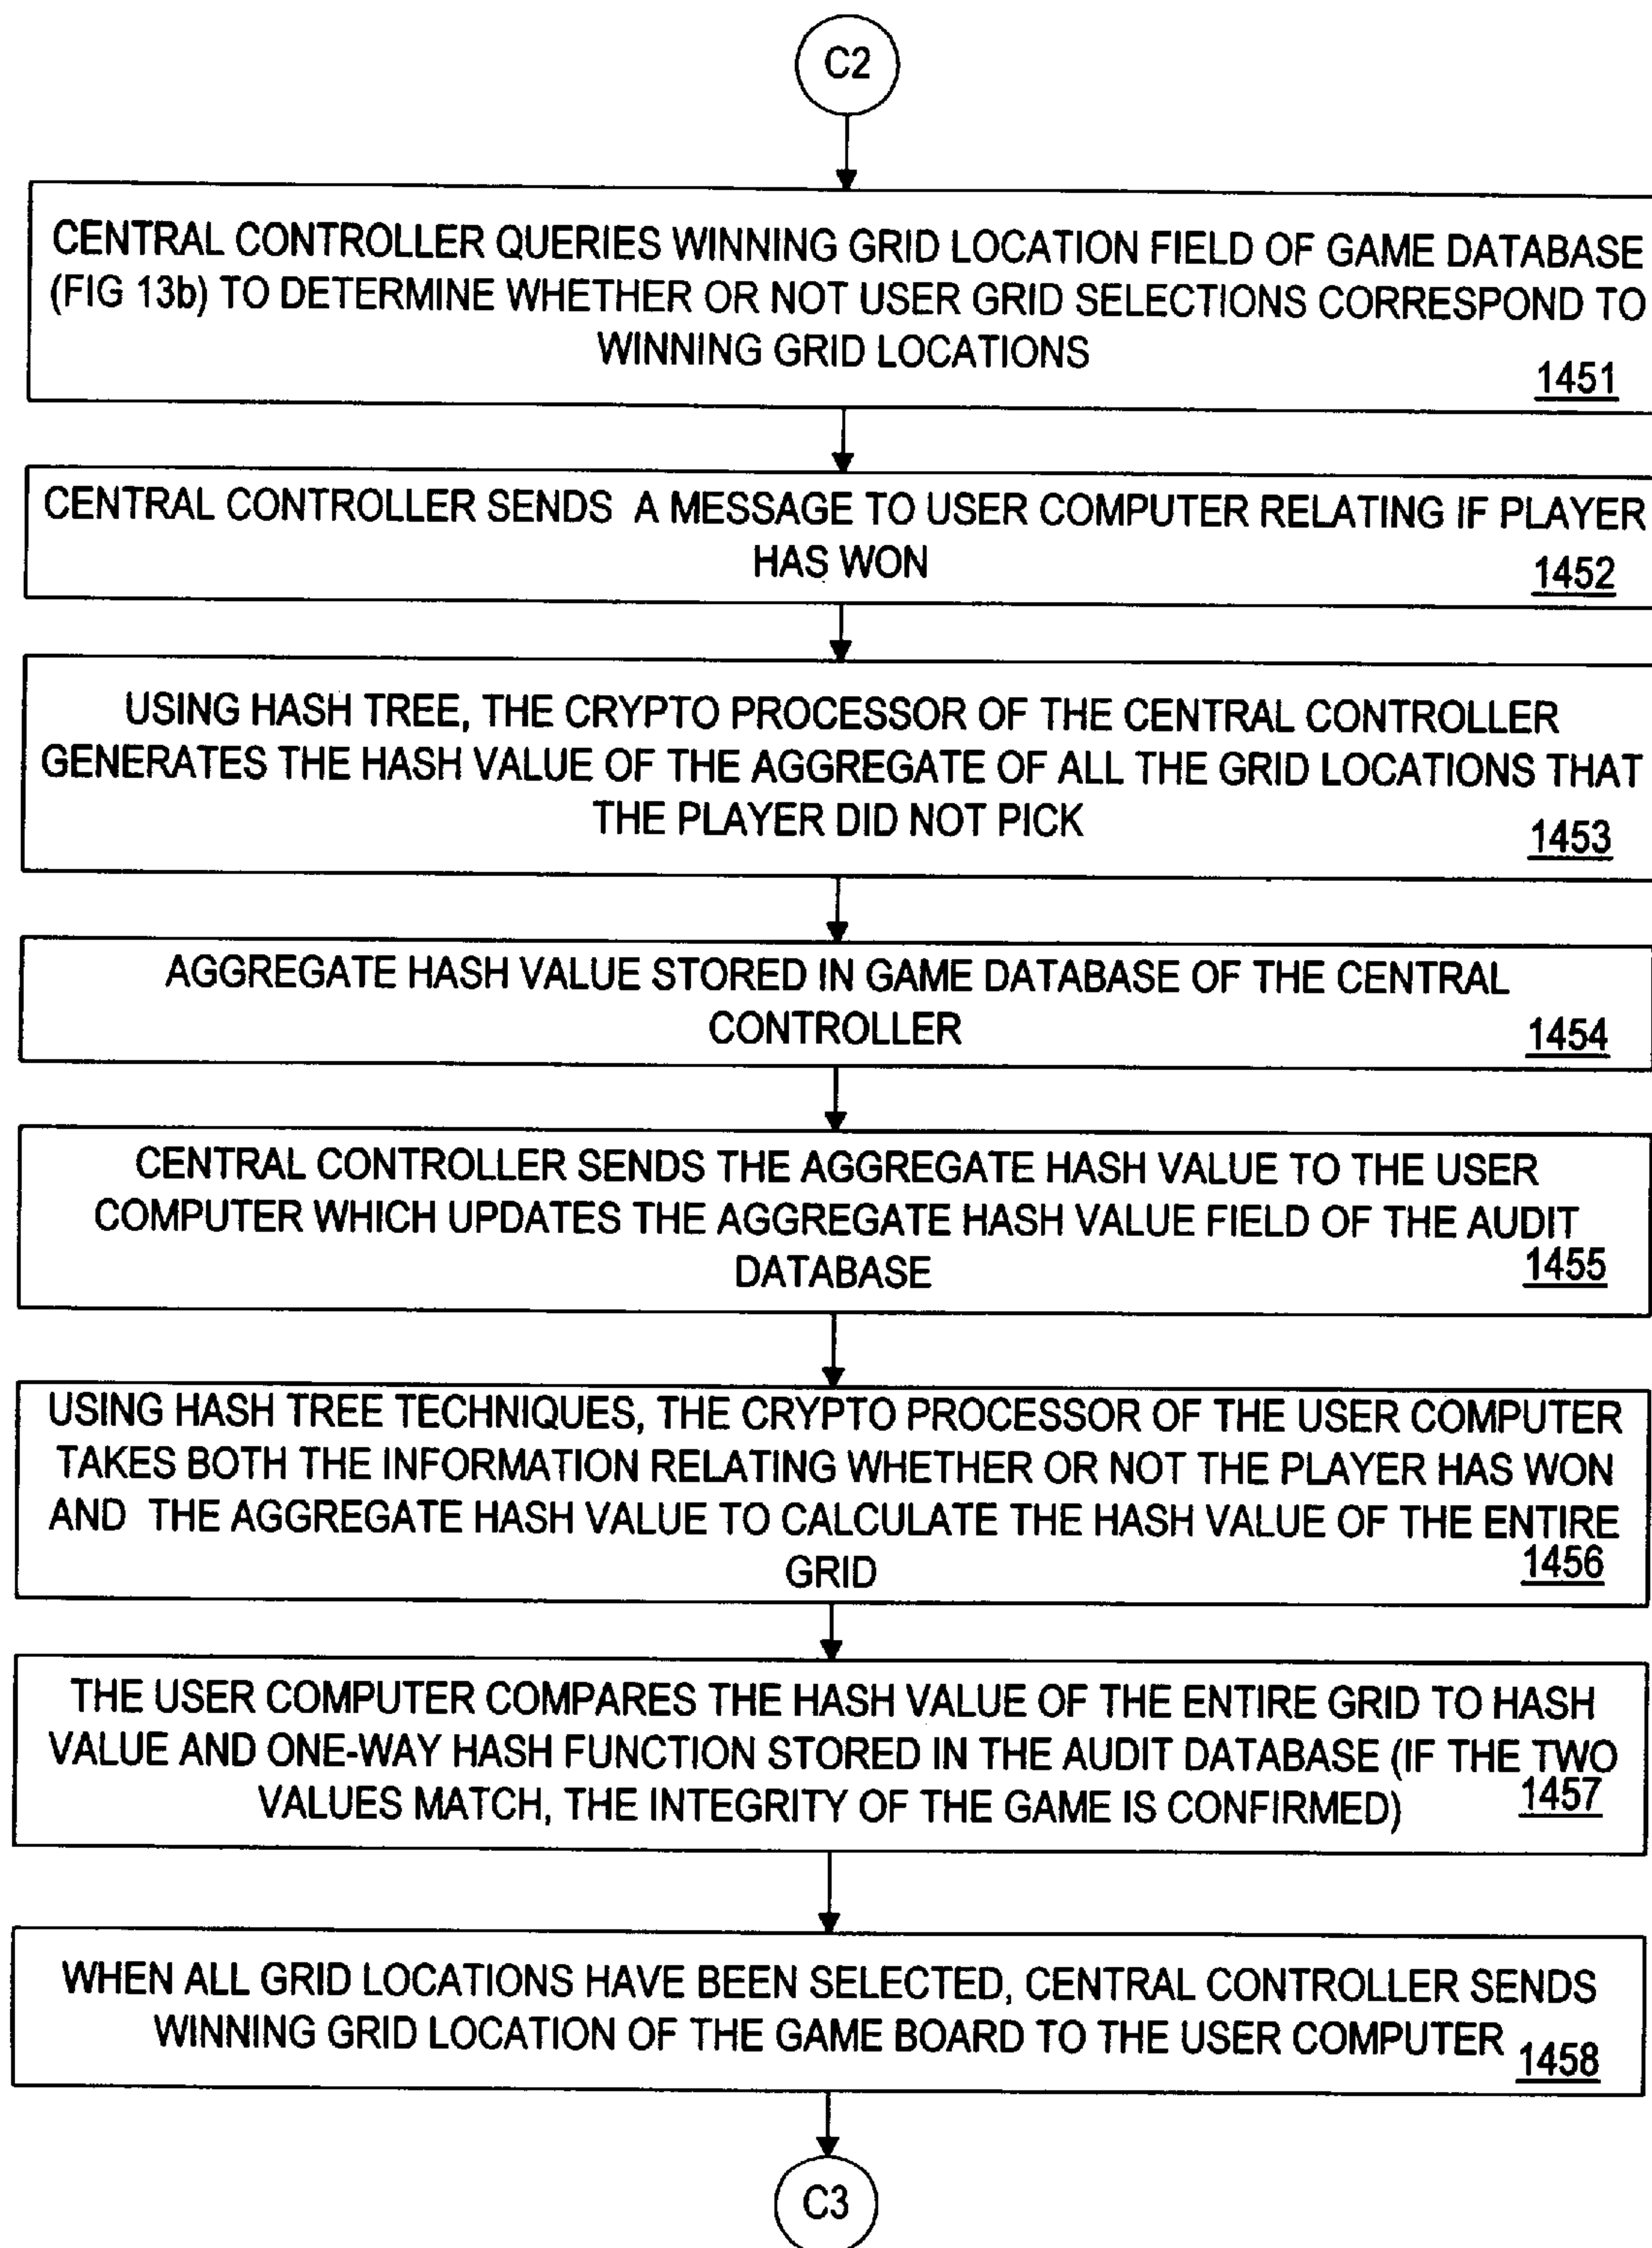 C2
CENTRAL CONTROLLER QUERIES WINNING GRID LOCATION FIELD OF GAME DATABASE
(FIG 13b) TO DETERMINE WHETHER OR NOT USER GRID SELECTIONS CORRESPOND TO
WINNING GRID LOCATIONS
1451
CENTRAL CONTROLLER SENDS A MESSAGE TO USER COMPUTER RELATING IF PLAYER
HAS WON
1452
USING HASH TREE, THE CRYPTO PROCESSOR OF THE CENTRAL CONTROLLER
GENERATES THE HASH VALUE OF THE AGGREGATE OF ALL THE GRID LOCATIONS THAT
THE PLAYER DID NOT PICK
1453
AGGREGATE HASH VALUE STORED IN GAME DATABASE OF THE CENTRAL
CONTROLLER
1454
CENTRAL CONTROLLER SENDS THE AGGREGATE HASH VALUE TO THE USER
COMPUTER WHICH UPDATES THE AGGREGATE HASH VALUE FIELD OF THE AUDIT
DATABASE
1455
USING HASH TREE TECHNIQUES, THE CRYPTO PROCESSOR OF THE USER COMPUTER
TAKES BOTH THE INFORMATION RELATING WHETHER OR NOT THE PLAYER HAS WON
AND THE AGGREGATE HASH VALUE TO CALCULATE THE HASH VALUE OF THE ENTIRE
GRID
1456
THE USER COMPUTER COMPARES THE HASH VALUE OF THE ENTIRE GRID TO HASH
VALUE AND ONE-WAY HASH FUNCTION STORED IN THE AUDIT DATABASE (IF THE TWO
VALUES MATCH, THE INTEGRITY OF THE GAME IS CONFIRMED)
1457
WHEN ALL GRID LOCATIONS HAVE BEEN SELECTED, CENTRAL CONTROLLER SENDS
WINNING GRID LOCATION OF THE GAME BOARD TO THE USER COMPUTER
1458
C3